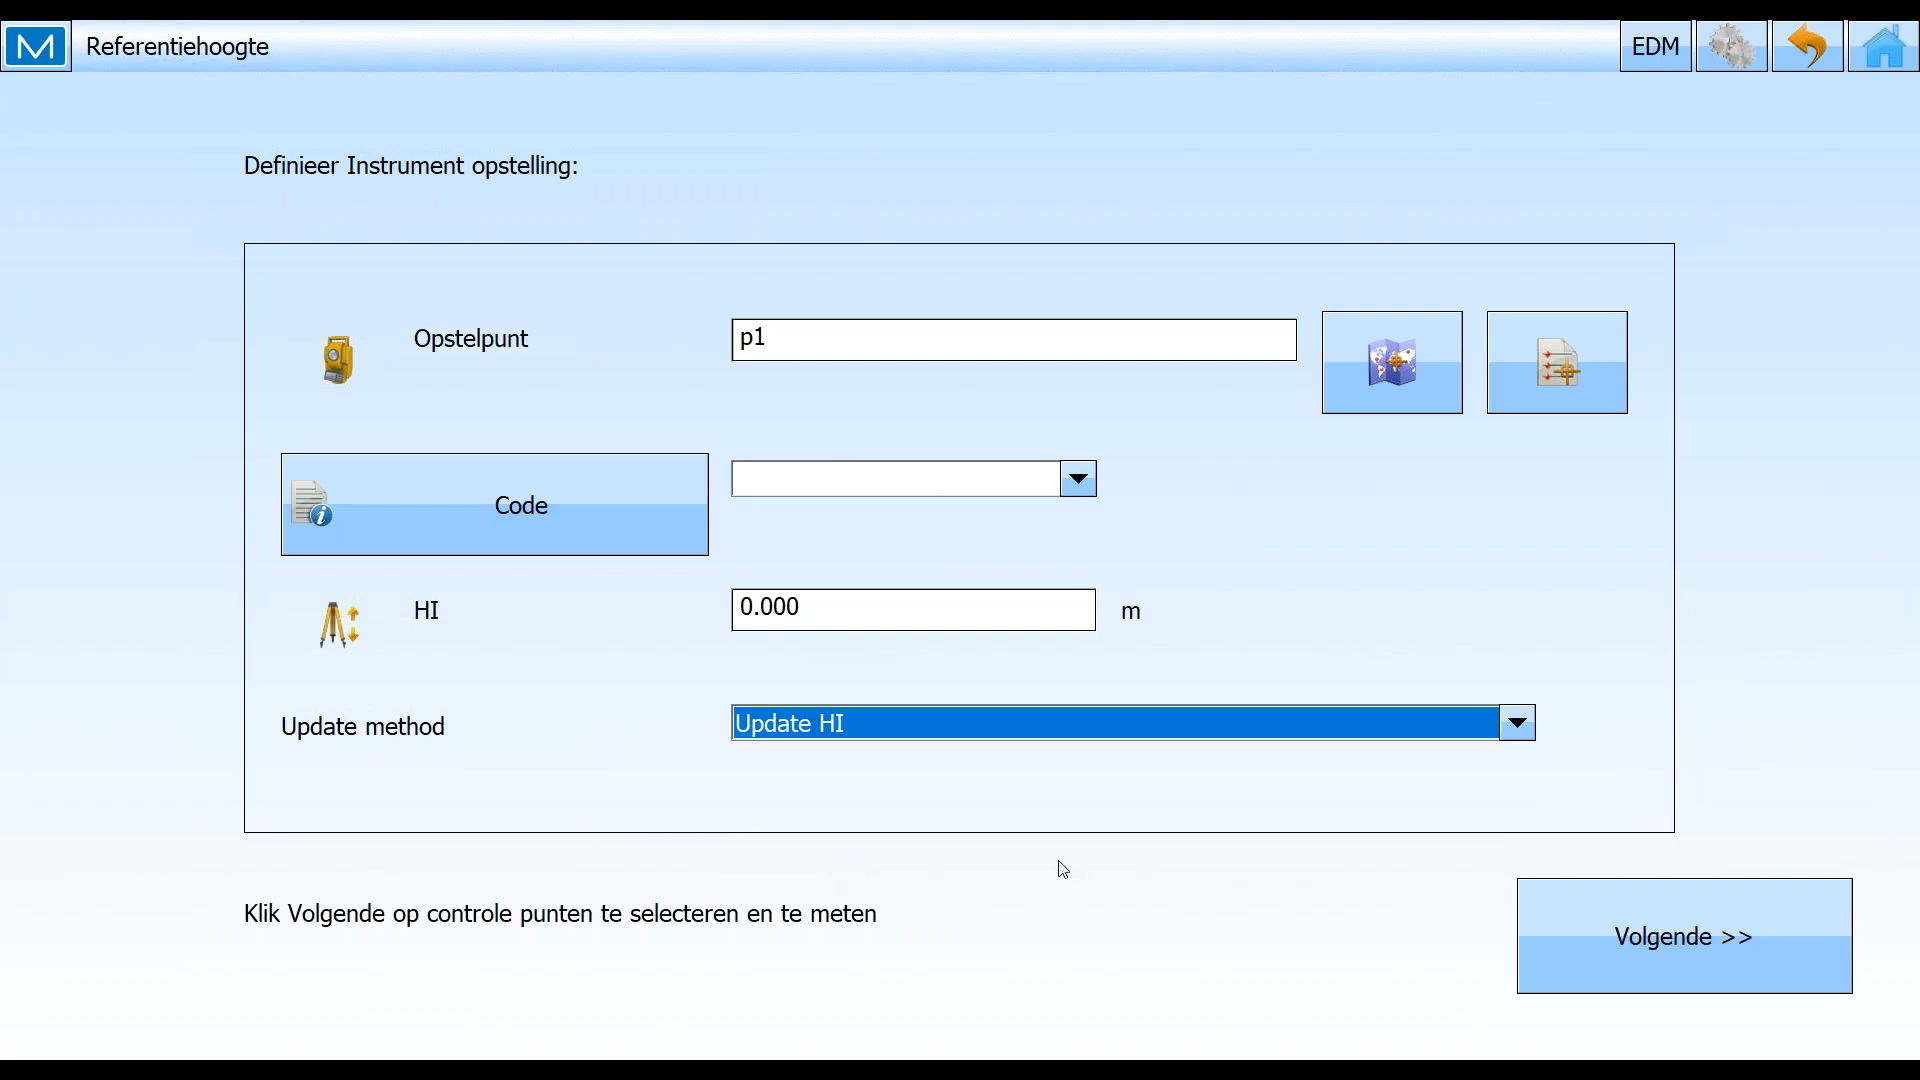 Referentiehoogte
EDM
Definieer Instrument opstelling:
Opstelpunt
p1
Code
HI
0.000
m
Update method
Update HI
Klik Volgende op controle punten te selecteren en te meten
Volgende >>